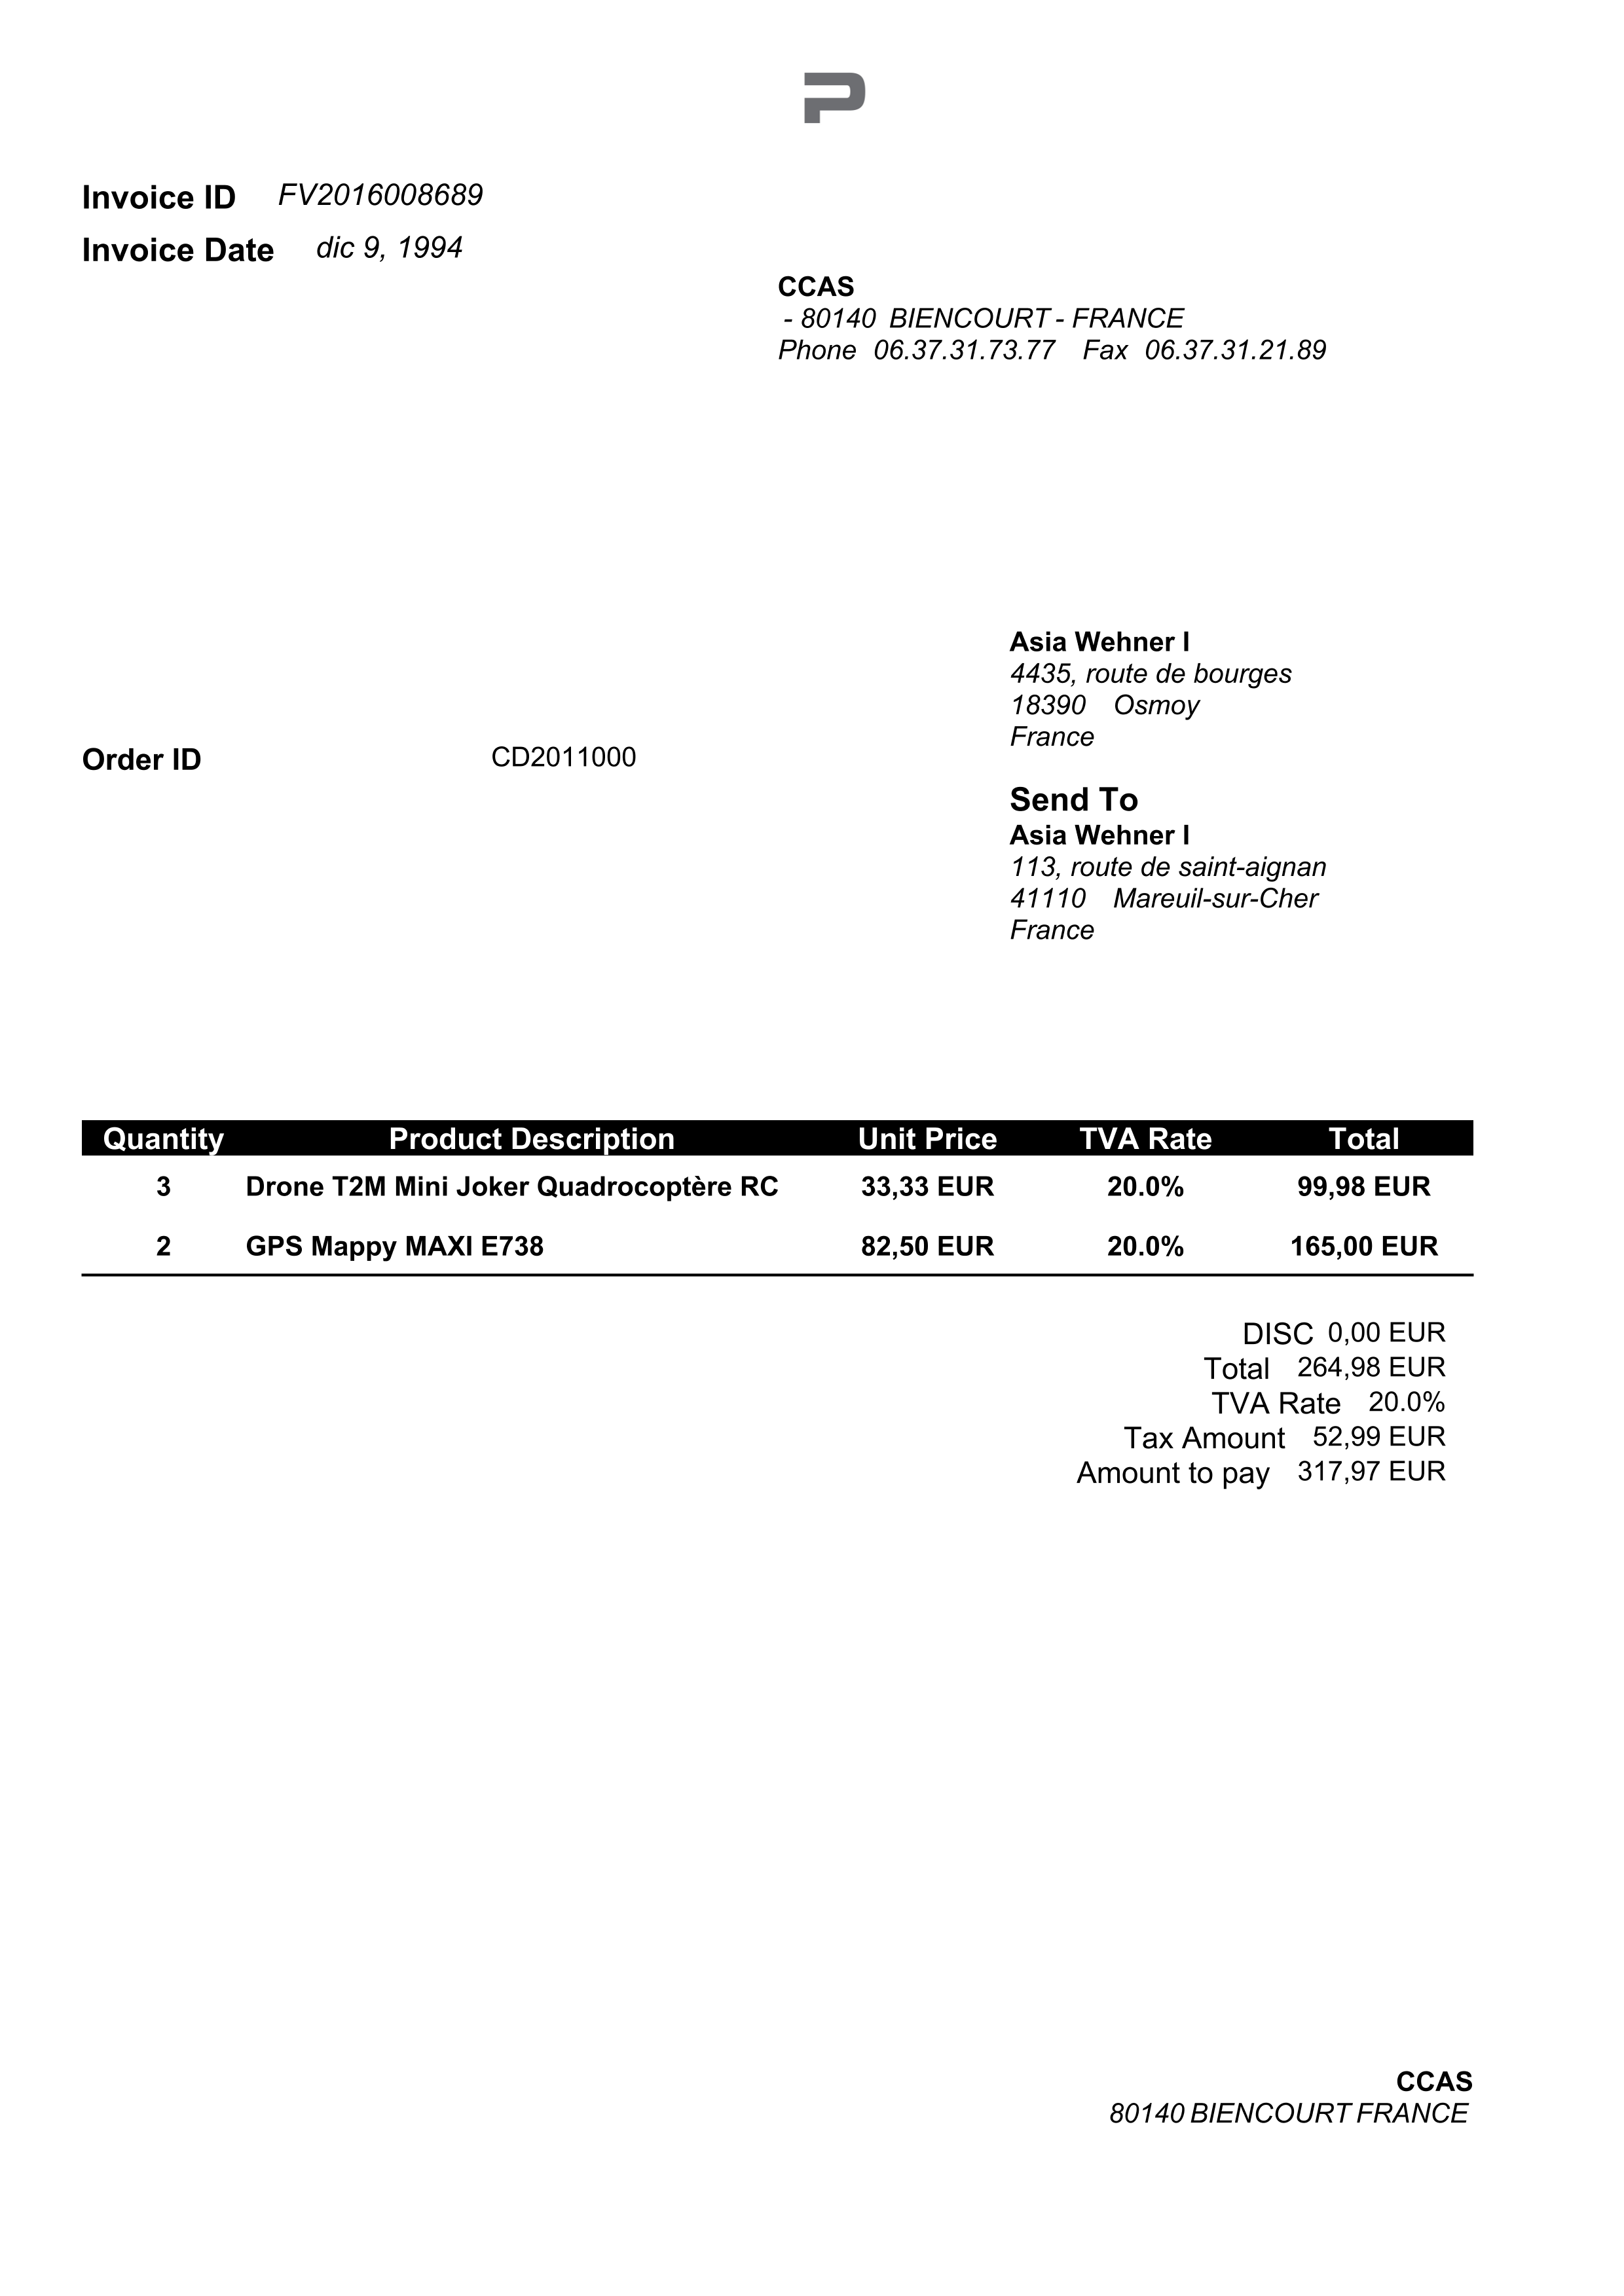 P
Invoice ID FV2016008689
Invoice Date dic 9, 1994
CCAS
- 80140 BIENCOURT - FRANCE
Phone 06.37.31.73.77 Fax 06.37.31.21.89
Asia Wehner I
4435, route de bourges
18390 Osmoy
France
Order ID CD2011000
Send To
Asia Wehner I
113, route de saint-aignan
41110 Mareuil-sur-Cher
France
Quantity Product Description Unit Price TVA Rate Total
3 Drone T2M Mini Joker Quadrocoptère RC 33,33 EUR 20.0% 99,98 EUR
2 GPS Mappy MAXI E738 82,50 EUR 20.0% 165,00 EUR
DISC 0,00 EUR
Total 264,98 EUR
TVA Rate 20.0%
Tax Amount 52,99 EUR
Amount to pay 317,97 EUR
CCAS
80140 BIENCOURT FRANCE